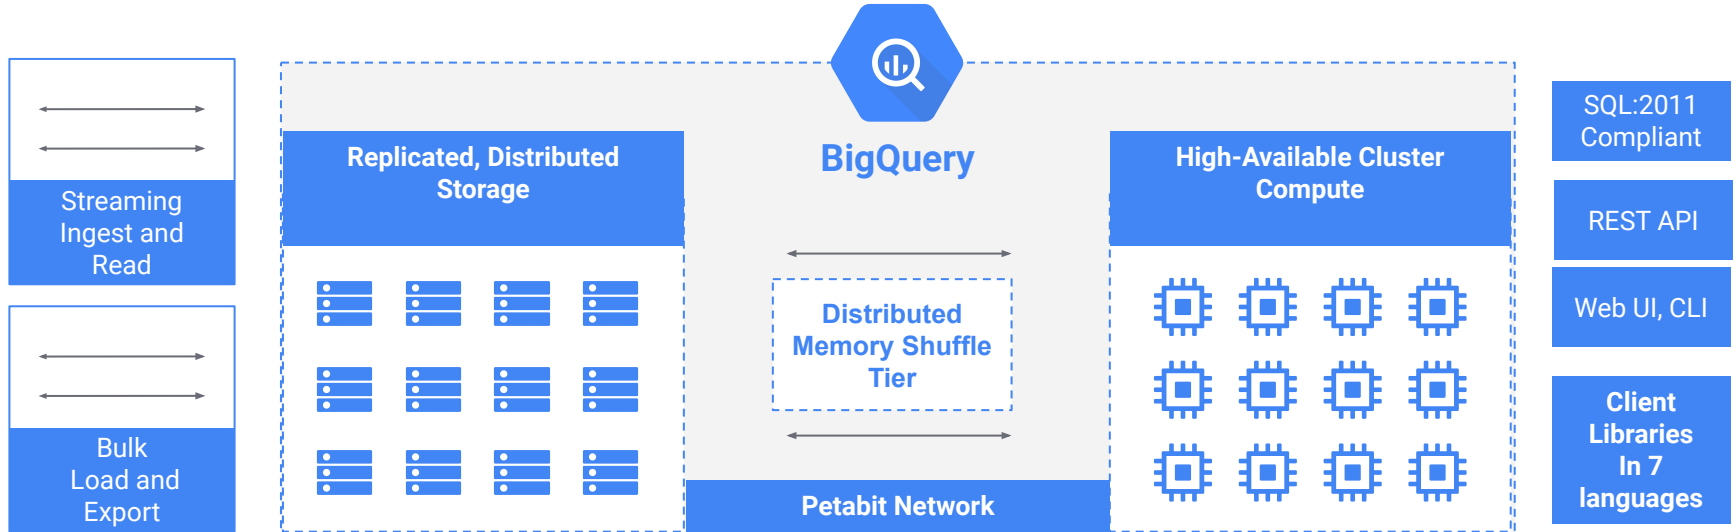 Streaming
Ingest and
Read
Bulk
Load and
Export
Replicated, Distributed
Storage
BigQuery
Distributed
Memory Shuffle
Tier
Petabit Network
High-Available Cluster
Compute
SQL:2011
Compliant
REST API
Web UI, CLI
Client
Libraries
In 7
languages